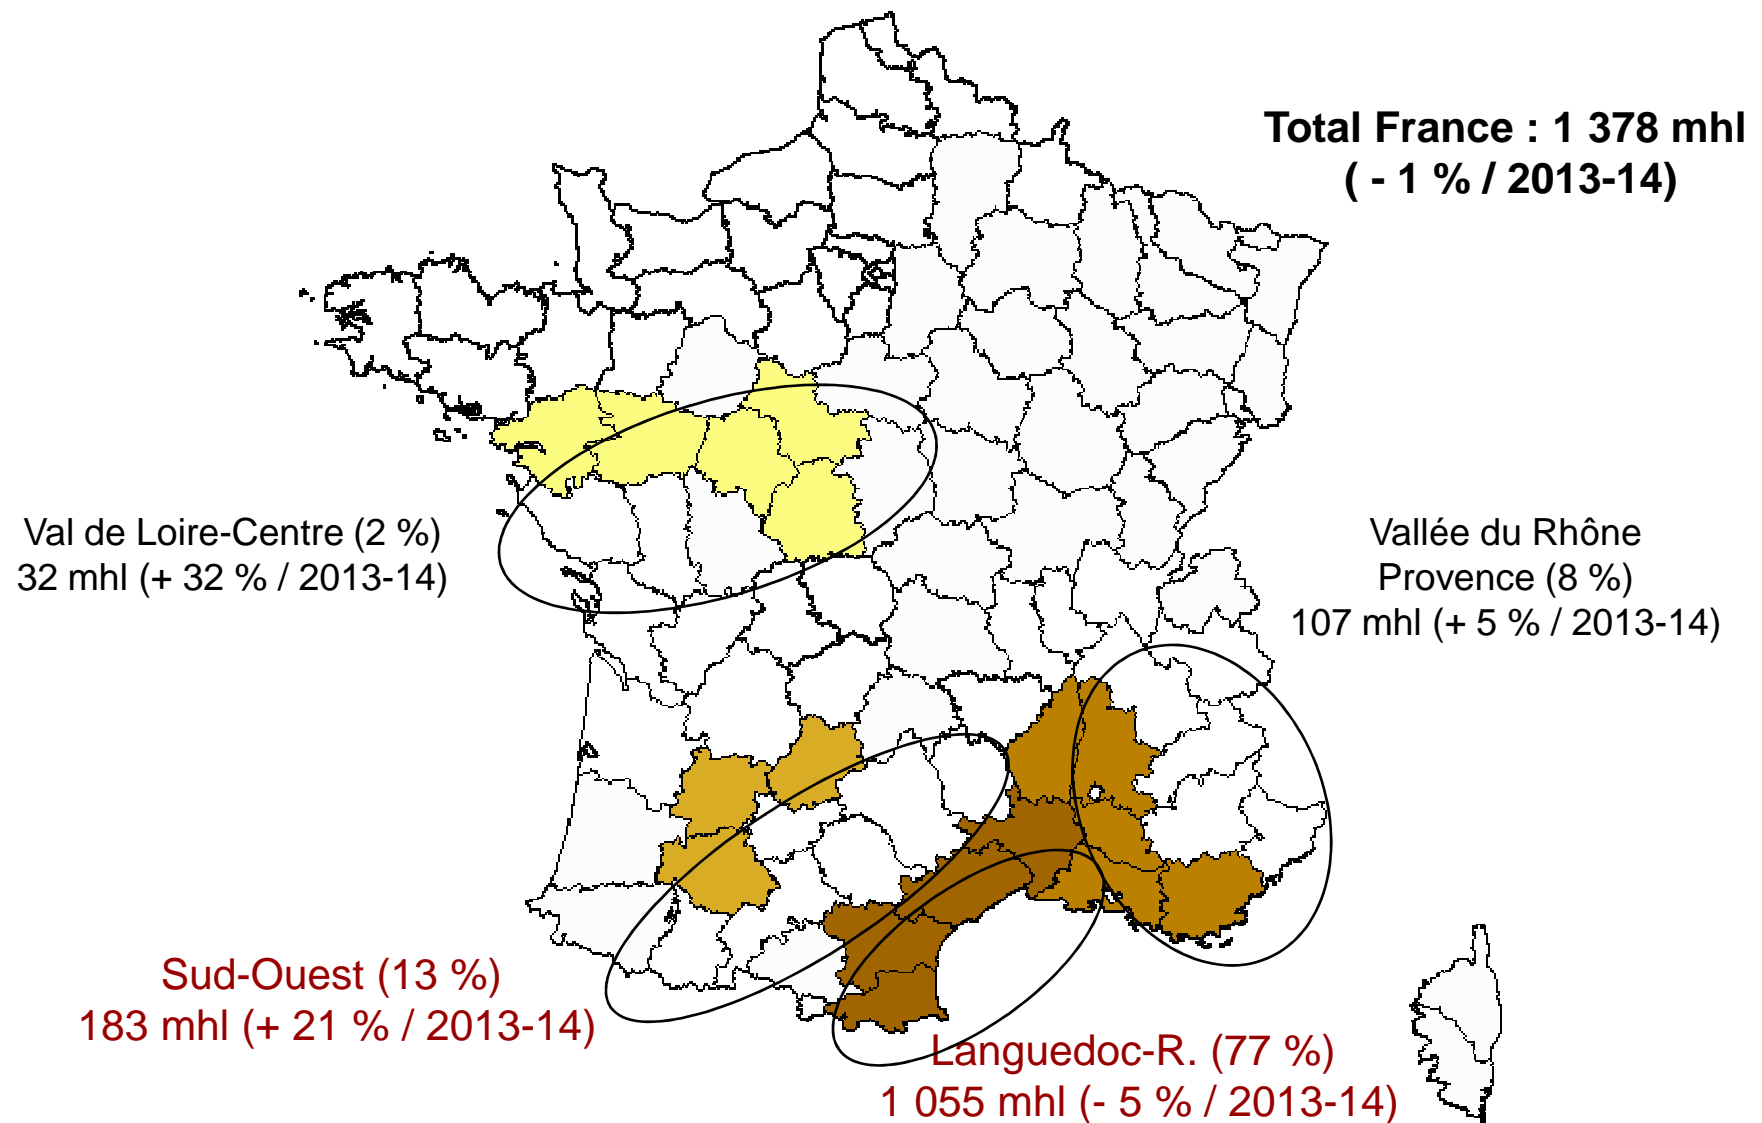 Total France : 1 378 mhl
( - 1 % / 2013-14)
Val de Loire-Centre (2 %)
32 mhl (+ 32 % / 2013-14)
Vallée du Rhône
Provence (8 %)
107 mhl (+ 5 % / 2013-14)
Sud-Ouest (13 %)
183 mhl (+ 21 % / 2013-14)
Languedoc-R. (77 %)
1 055 mhl (- 5 % / 2013-14)